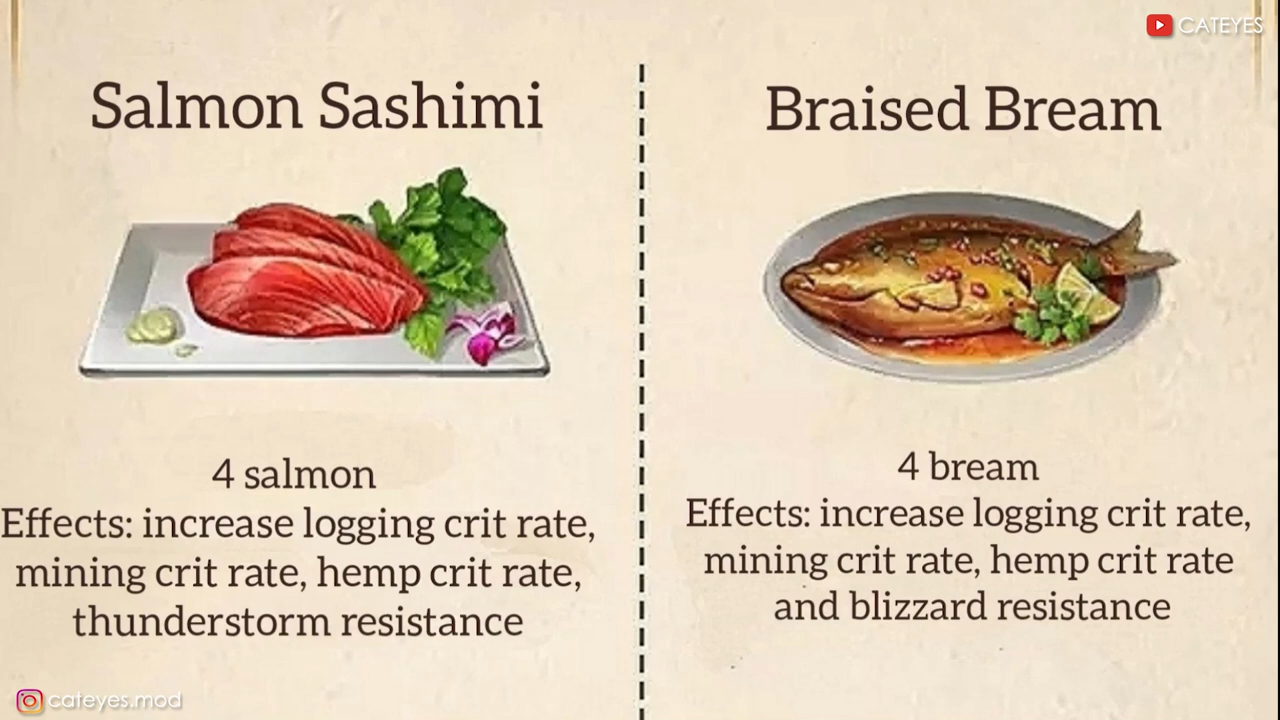 CATEYES
Salmon Sashimi
4 salmon
Effects: increase logging crit rate,
mining crit rate, hemp crit rate,
thunderstorm resistance
Braised Bream
4 bream
Effects: increase logging crit rate,
mining crit rate, hemp crit rate
and blizzard resistance
cateyes.mod